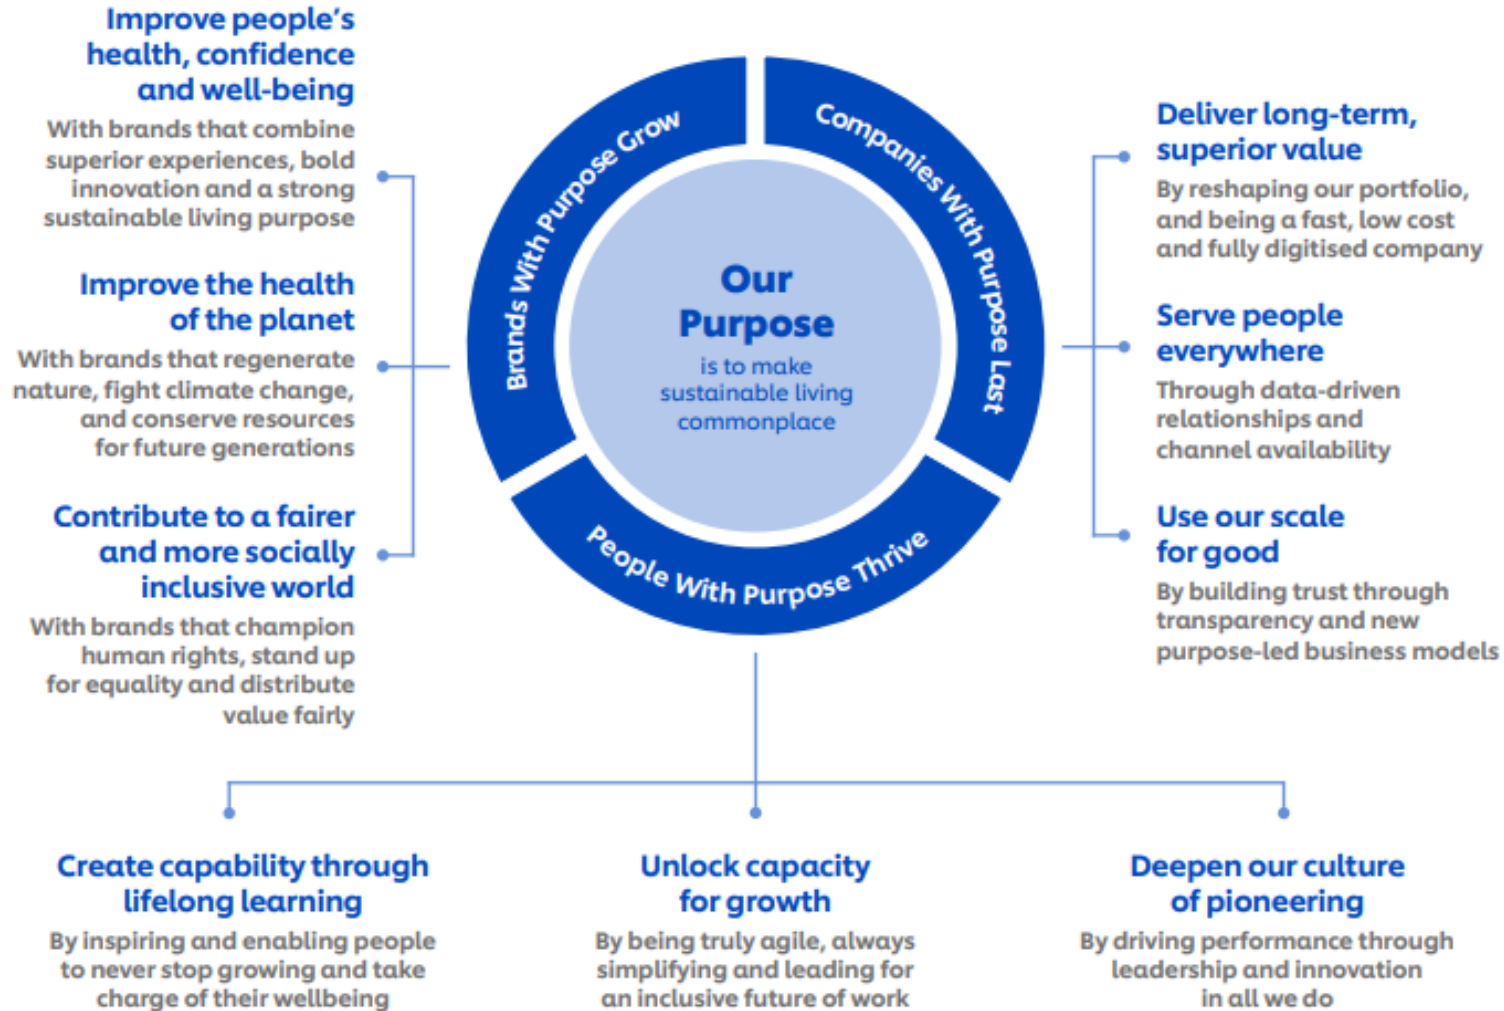 Improve people's
health, confidence
and well-being
With brands that combine
superior experiences, bold
innovation and a strong
sustainable living purpose
Improve the health
of the planet
With brands that regenerate
nature, fight climate change,
and conserve resources
for future generations
Contribute to a fairer
and more socially
inclusive world
With brands that champion
human rights, stand up
for equality and distribute
value fairly
Brands With Purpose Grow
Companies With Purpose Last
People With Purpose Thrive
Our
Purpose
is to make
sustainable living
commonplace
Deliver long-term,
superior value
By reshaping our portfolio,
and being a fast, low cost
and fully digitised company
Serve people
everywhere
Through data-driven
relationships and
channel availability
Use our scale
for good
By building trust through
transparency and new
purpose-led business models
Create capability through
lifelong learning
By inspiring and enabling people
to never stop growing and take
charge of their wellbeing
Unlock capacity
for growth
By being truly agile, always
simplifying and leading for
an inclusive future of work
Deepen our culture
of pioneering
By driving performance through
leadership and innovation
in all we do